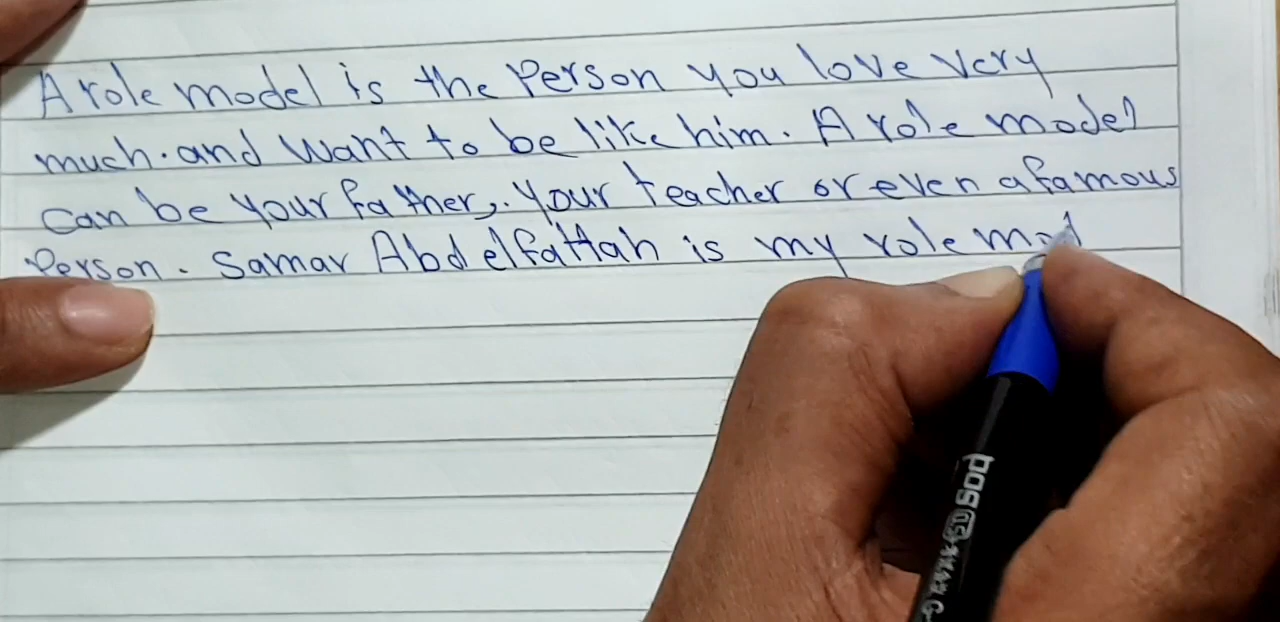 A role model is the Person you love very
much. and want to be like him. A role model
can be your father, your teacher or even a famous
Person. Samar Abdelfattah is my role mod